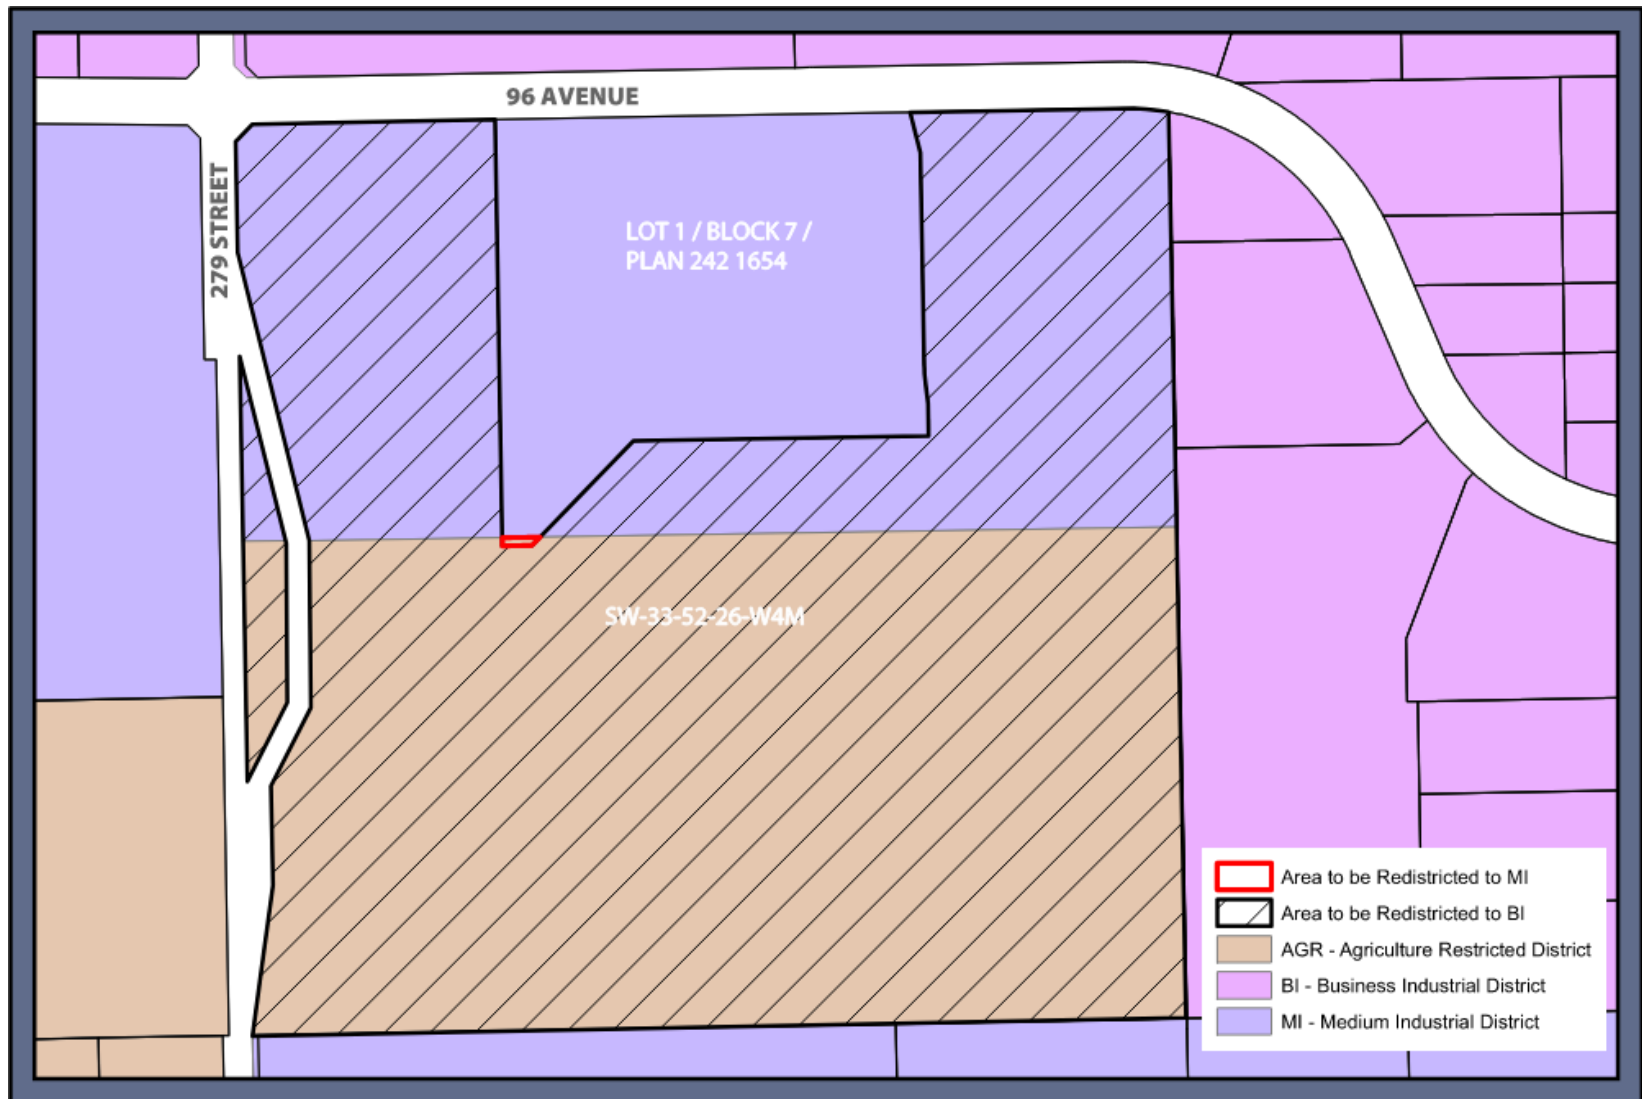 96 AVENUE
279 STREET
LOT 1 / BLOCK 7 /
PLAN 242 1654
SW-33-52-26-W4M
Area to be Redistricted to MI
Area to be Redistricted to BI
AGR - Agriculture Restricted District
BI - Business Industrial District
MI - Medium Industrial District